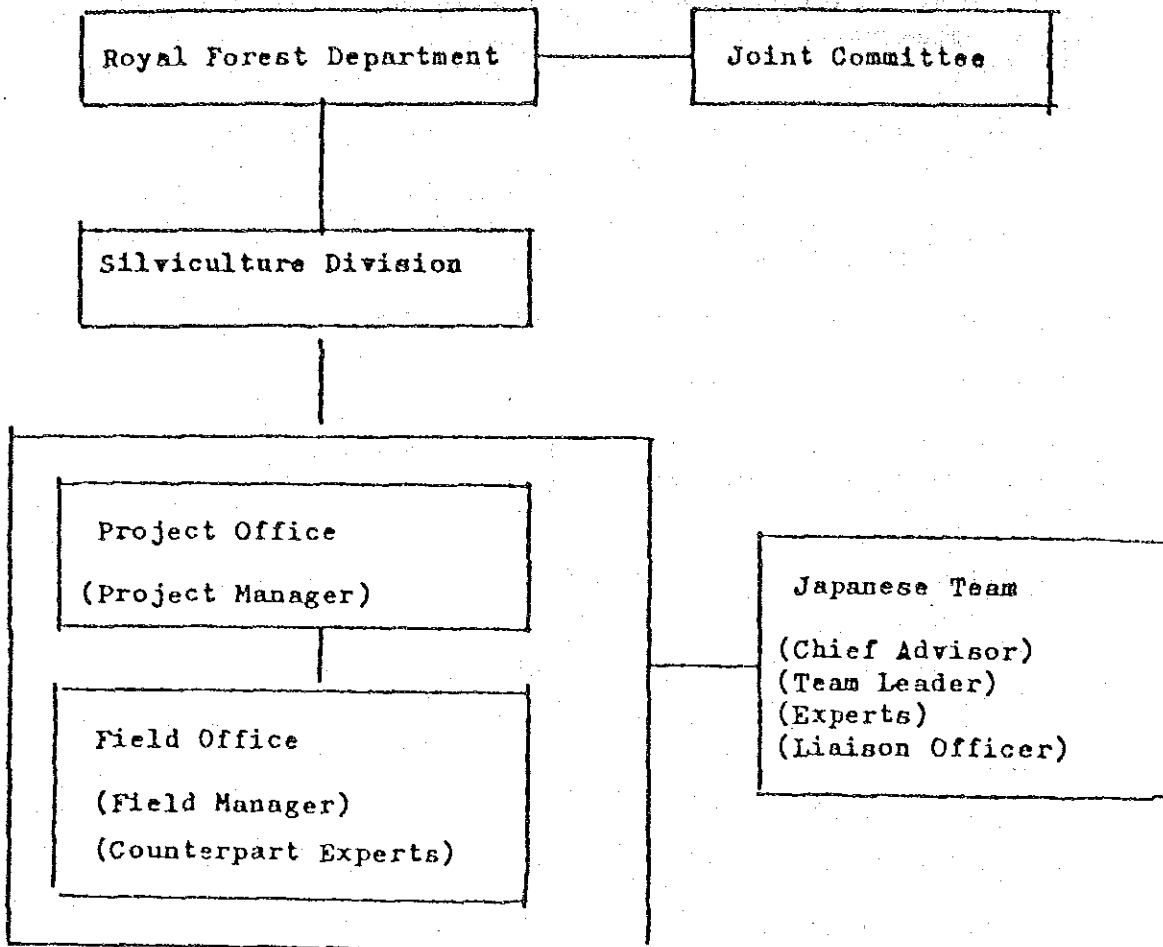 Royal Forest Department
Joint Committee
Silviculture Division
Project Office
(Project Manager)
Field Office
(Field Manager)
(Counterpart Experts)
Japanese Team
(Chief Advisor)
(Team Leader)
(Experts)
(Liaison Officer)